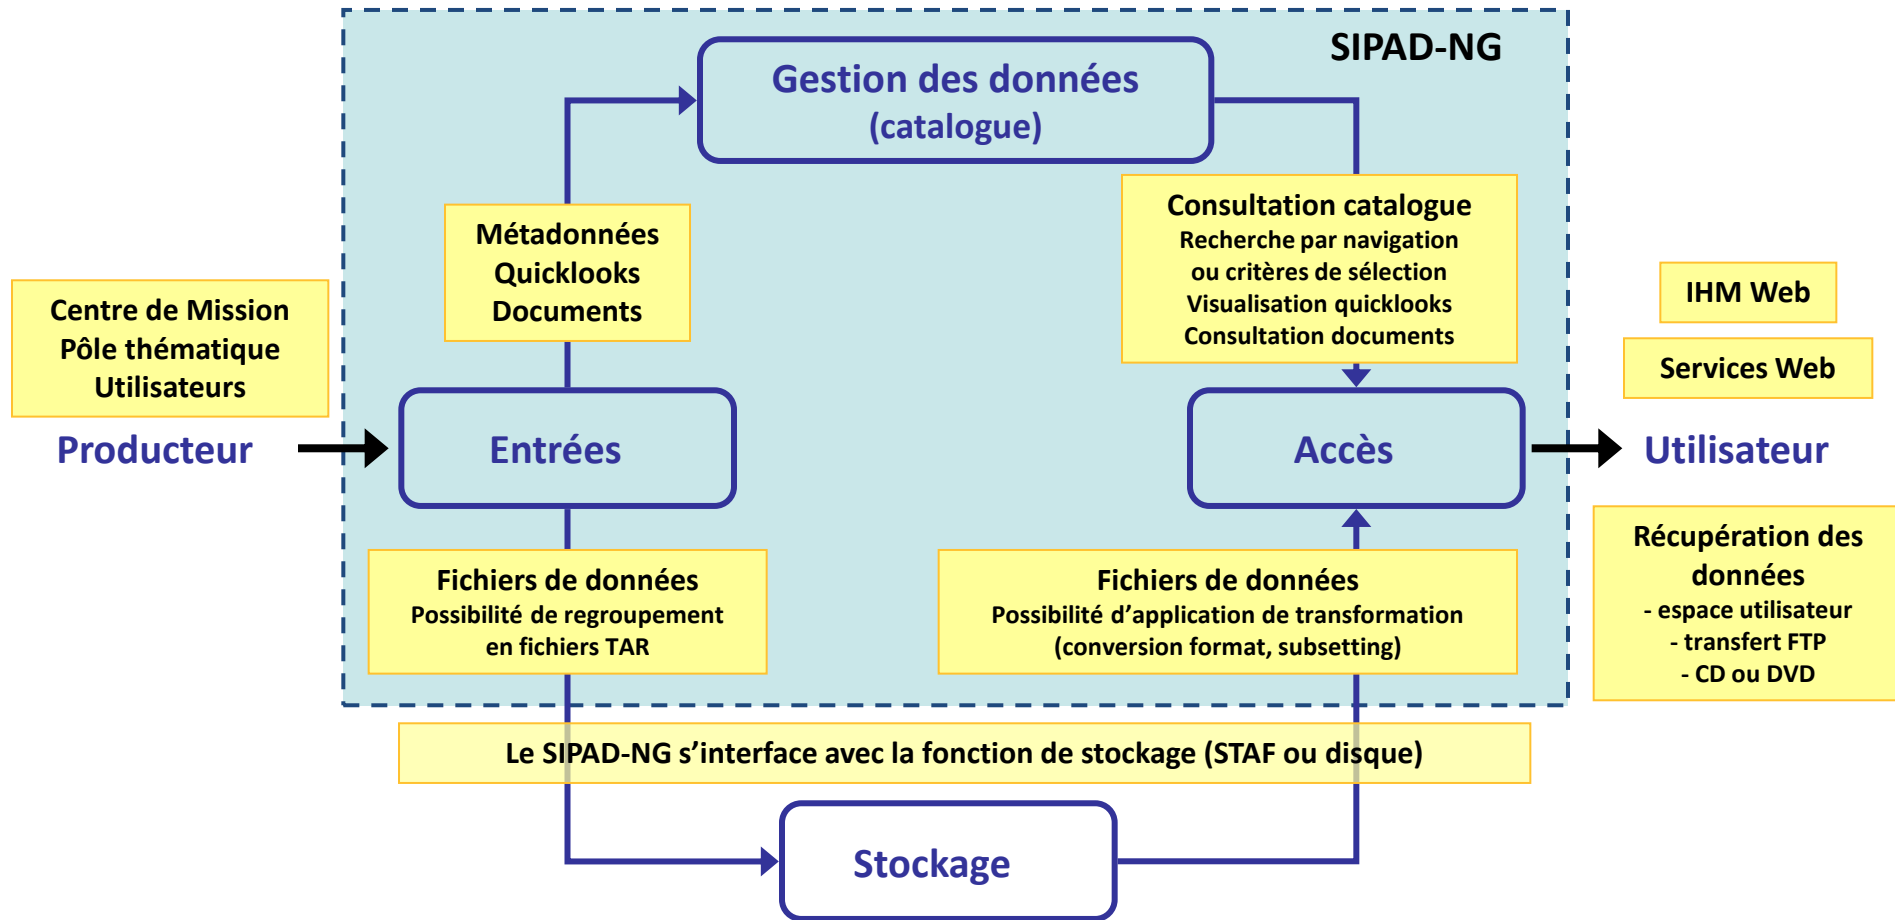 SIPAD-NG
Gestion des données
(catalogue)
Métadonnées
Quicklooks
Documents
Consultation catalogue
Recherche par navigation
ou critères de sélection
Visualisation quicklooks
Consultation documents
Centre de Mission
Pôle thématique
Utilisateurs
IHM Web
Services Web
Producteur
Entrées
Accès
Utilisateur
Fichiers de données
Possibilité de regroupement
en fichiers TAR
Fichiers de données
Possibilité d’application de transformation
(conversion format, subsetting)
Récupération des
données
- espace utilisateur
- transfert FTP
- CD ou DVD
Le SIPAD-NG s’interface avec la fonction de stockage (STAF ou disque)
Stockage